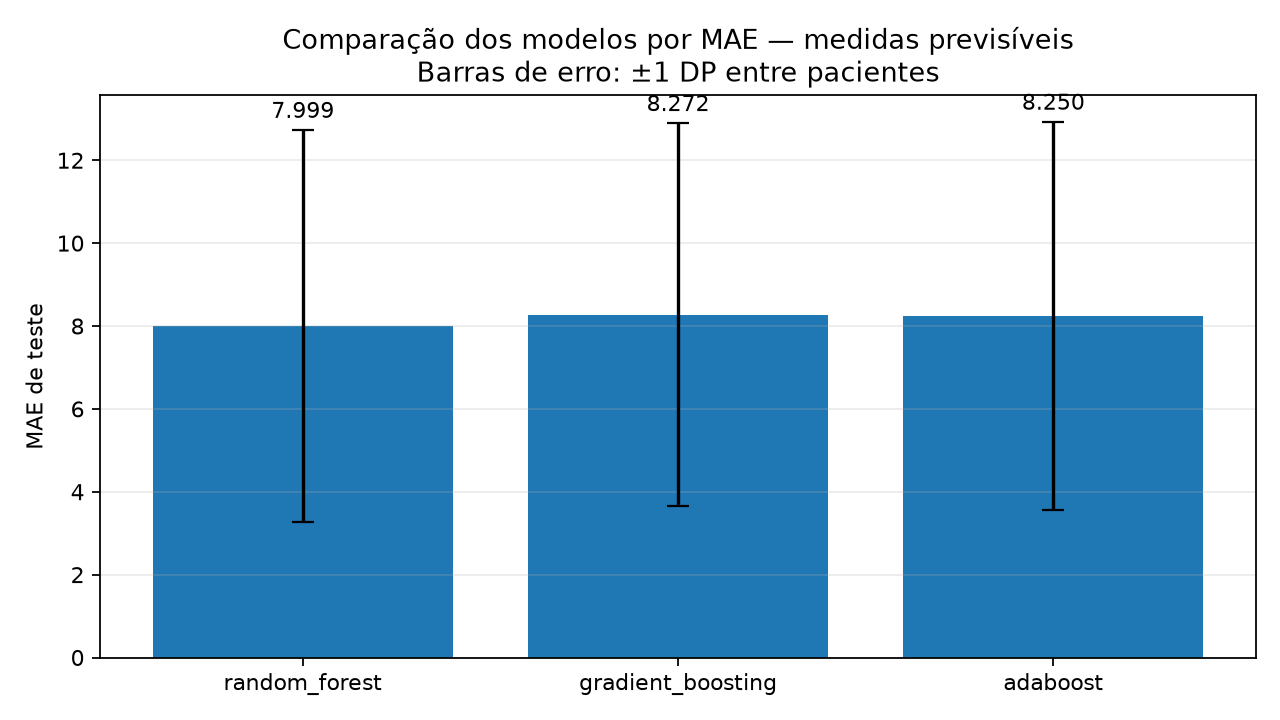 Comparação dos modelos por MAE — medidas previsíveis
Barras de erro: ±1 DP entre pacientes
7.999
8.272
8.250
MAE de teste
12
10
8
6
4
2
0
random_forest
gradient_boosting
adaboost